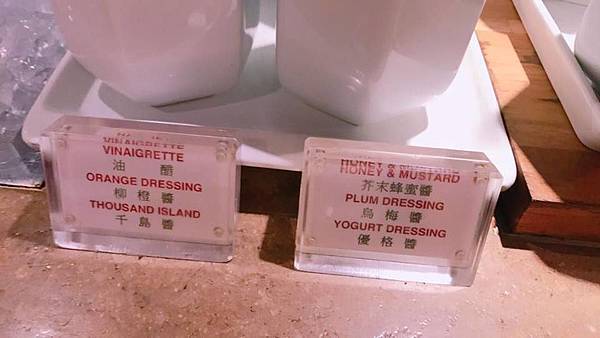 VINAIGRETTE
油 醋
ORANGE DRESSING
柳橙醬
THOUSAND ISLAND
千島醬
HONEY & MUSTARD
芥末蜂蜜醬
PLUM DRESSING
烏梅醬
YOGURT DRESSING
優格醬